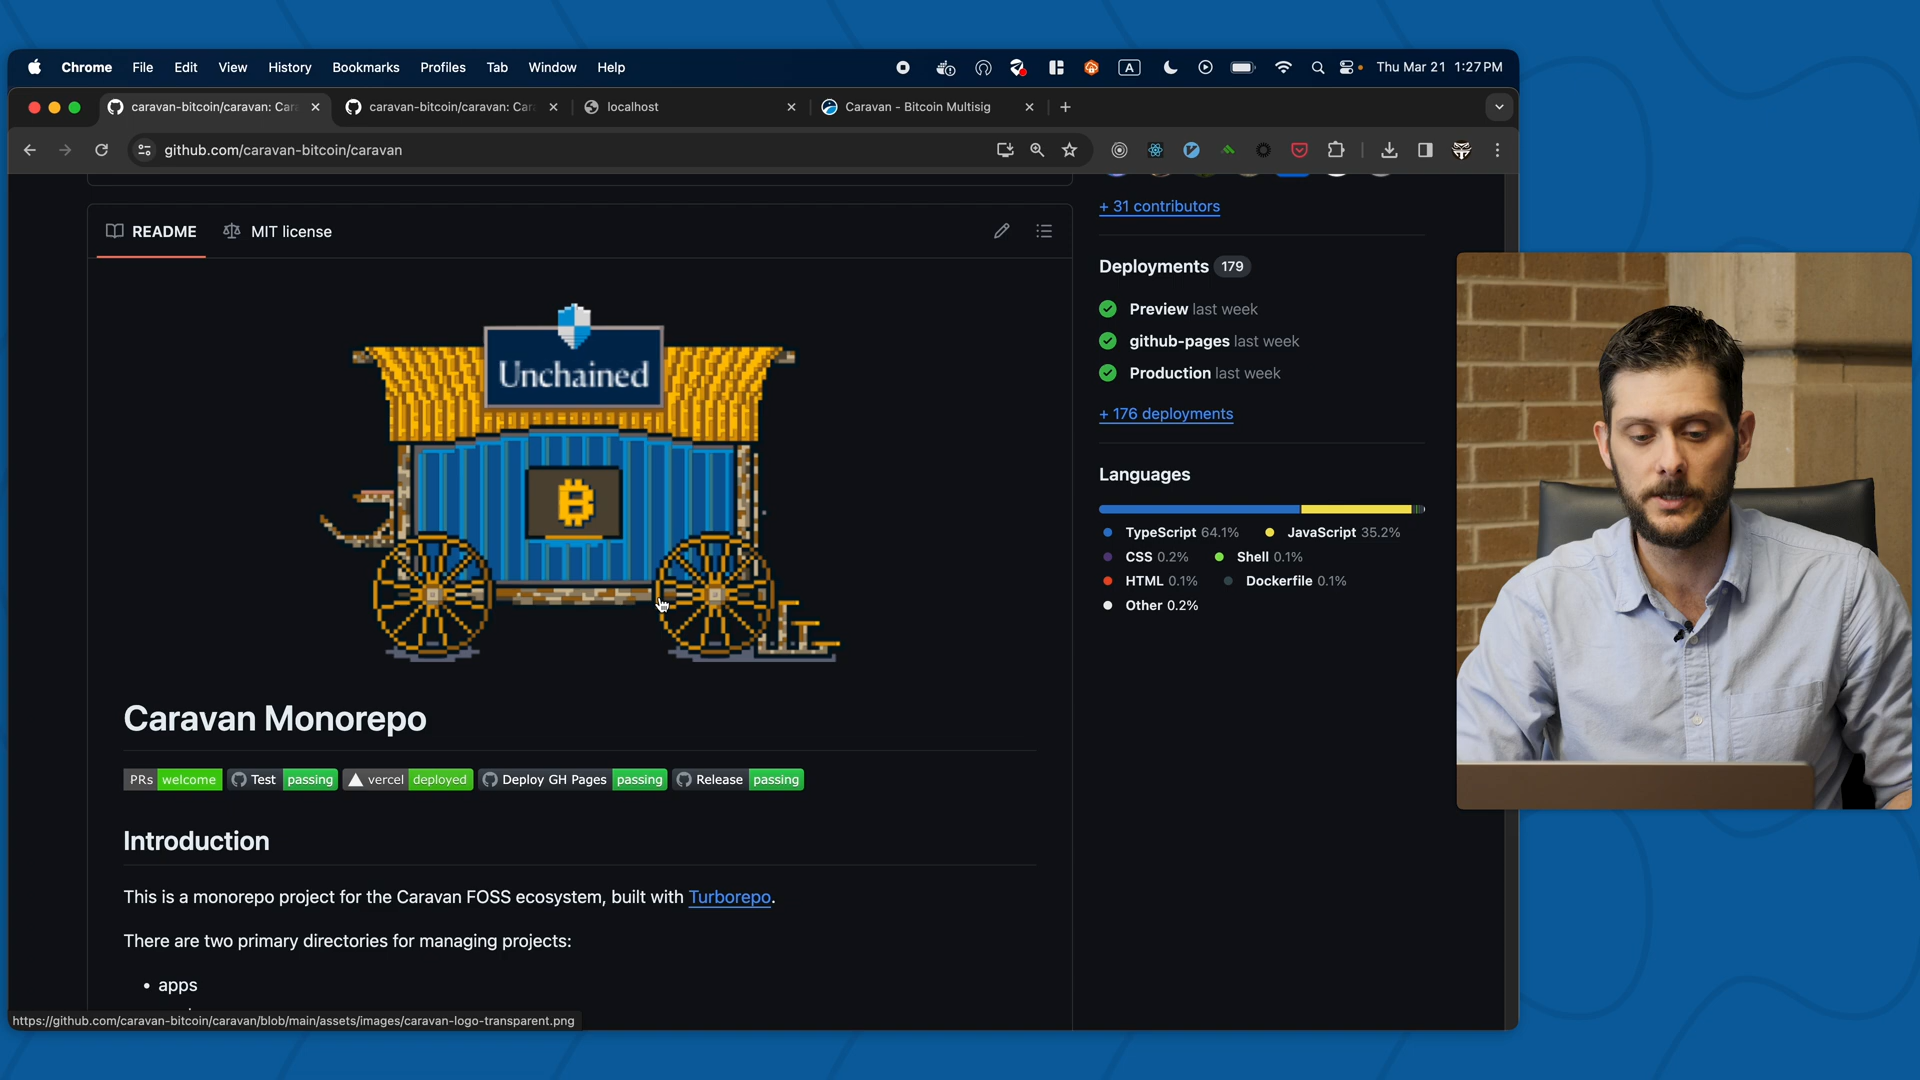 Chrome File Edit View History Bookmarks Profiles Tab Window Help A Thu Mar 21 1:27 PM
caravan-bitcoin/caravan: Car caravan-bitcoin/caravan: Car localhost Caravan - Bitcoin Multisig
github.com/caravan-bitcoin/caravan
README MIT license
Unchained
Caravan Monorepo
PRs welcome Test passing vercel deployed Deploy GH Pages passing Release passing
Introduction
This is a monorepo project for the Caravan FOSS ecosystem, built with Turborepo.
There are two primary directories for managing projects:
• apps
https://github.com/caravan-bitcoin/caravan/blob/main/assets/images/caravan-logo-transparent.png
+ 31 contributors
Deployments 179
Preview last week
github-pages last week
Production last week
+ 176 deployments
Languages
TypeScript 64.1% JavaScript 35.2%
CSS 0.2% Shell 0.1%
HTML 0.1% Dockerfile 0.1%
Other 0.2%